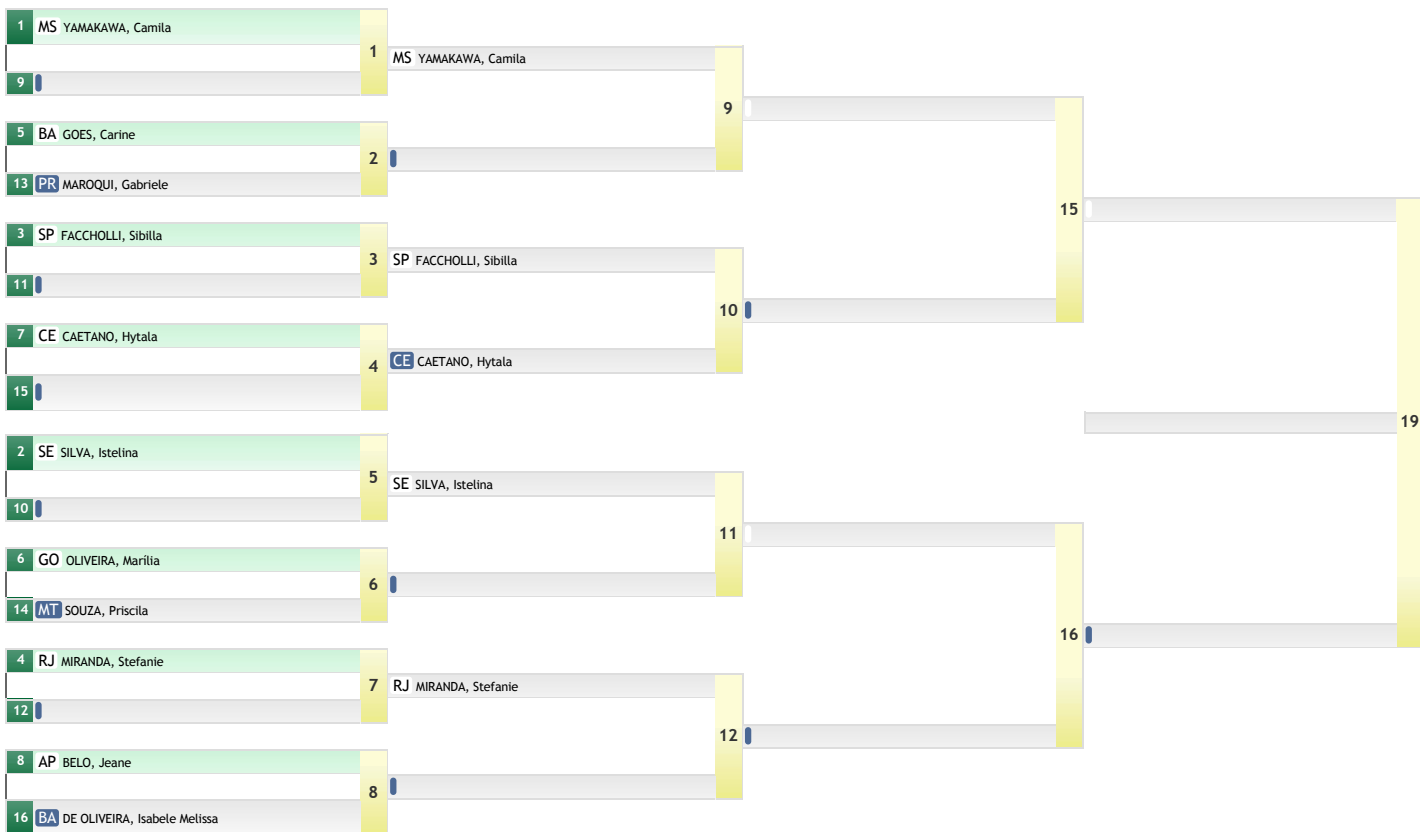 1 MS YAMAKAWA, Camila
1
MS YAMAKAWA, Camila
9
9
5 BA GOES, Carine
2
13 PR MAROQUI, Gabriele
15
3 SP FACCHOLLI, Sibilla
3
SP FACCHOLLI, Sibilla
11
10
7 CE CAETANO, Hytala
4
CE CAETANO, Hytala
15
19
2 SE SILVA, Istelina
5
SE SILVA, Istelina
10
11
6 GO OLIVEIRA, Marília
6
14 MT SOUZA, Priscila
16
4 RJ MIRANDA, Stefanie
7
RJ MIRANDA, Stefanie
12
12
8 AP BELO, Jeane
8
16 BA DE OLIVEIRA, Isabele Melissa